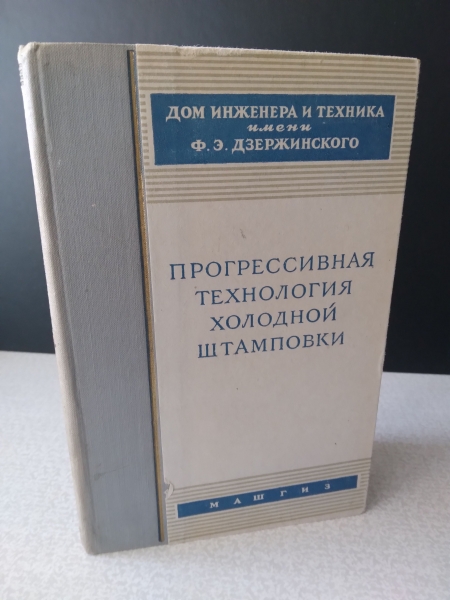 ДОМ ИНЖЕНЕРА И ТЕХНИКА
имени
Ф. Э. ДЗЕРЖИНСКОГО
ПРОГРЕССИВНАЯ
ТЕХНОЛОГИЯ
ХОЛОДНОЙ
ШТАМПОВКИ
МАШГИЗ